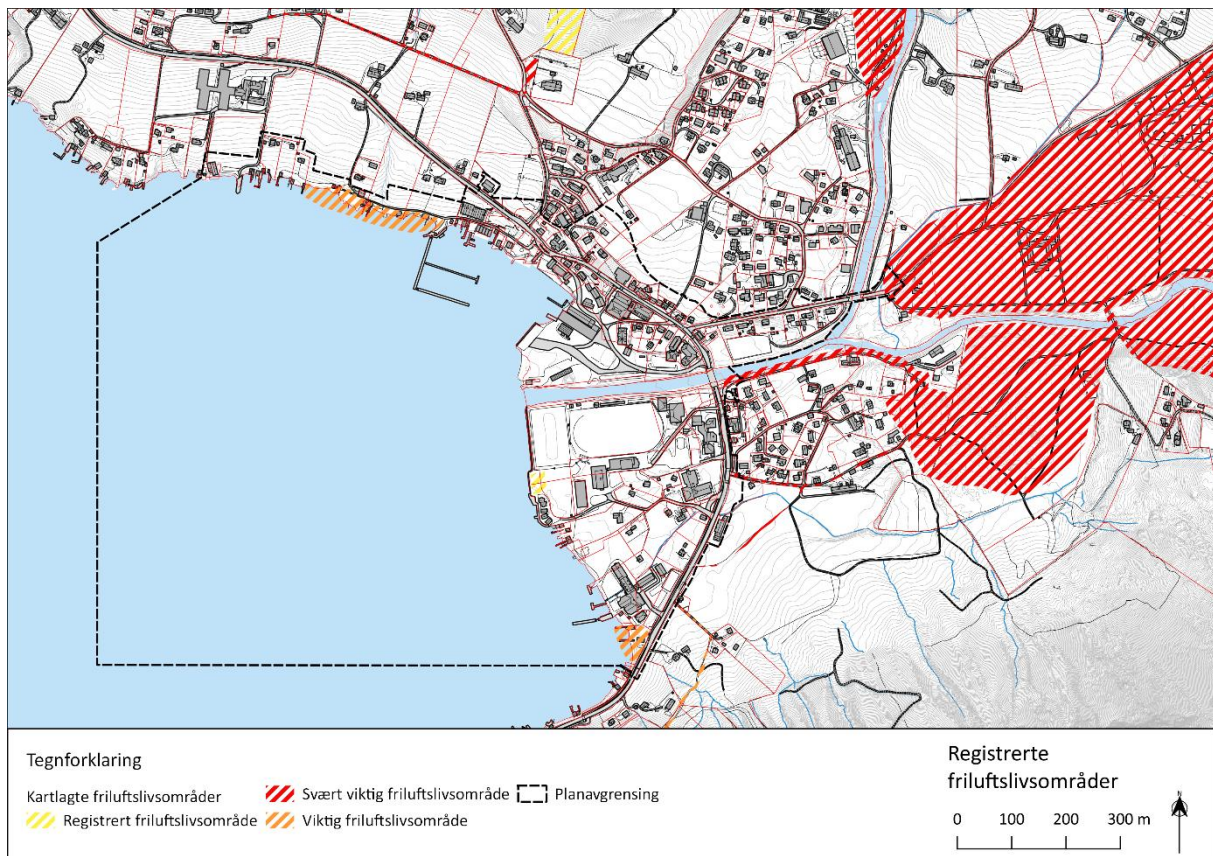 Tegnforklaring
Kartlagte friluftslivsområder
Registrert friluftslivsområde
Svært viktig friluftslivsområde
Viktig friluftslivsområde
Planavgrensing
Registrerte
friluftslivsområder
0 100 200 300 m
N